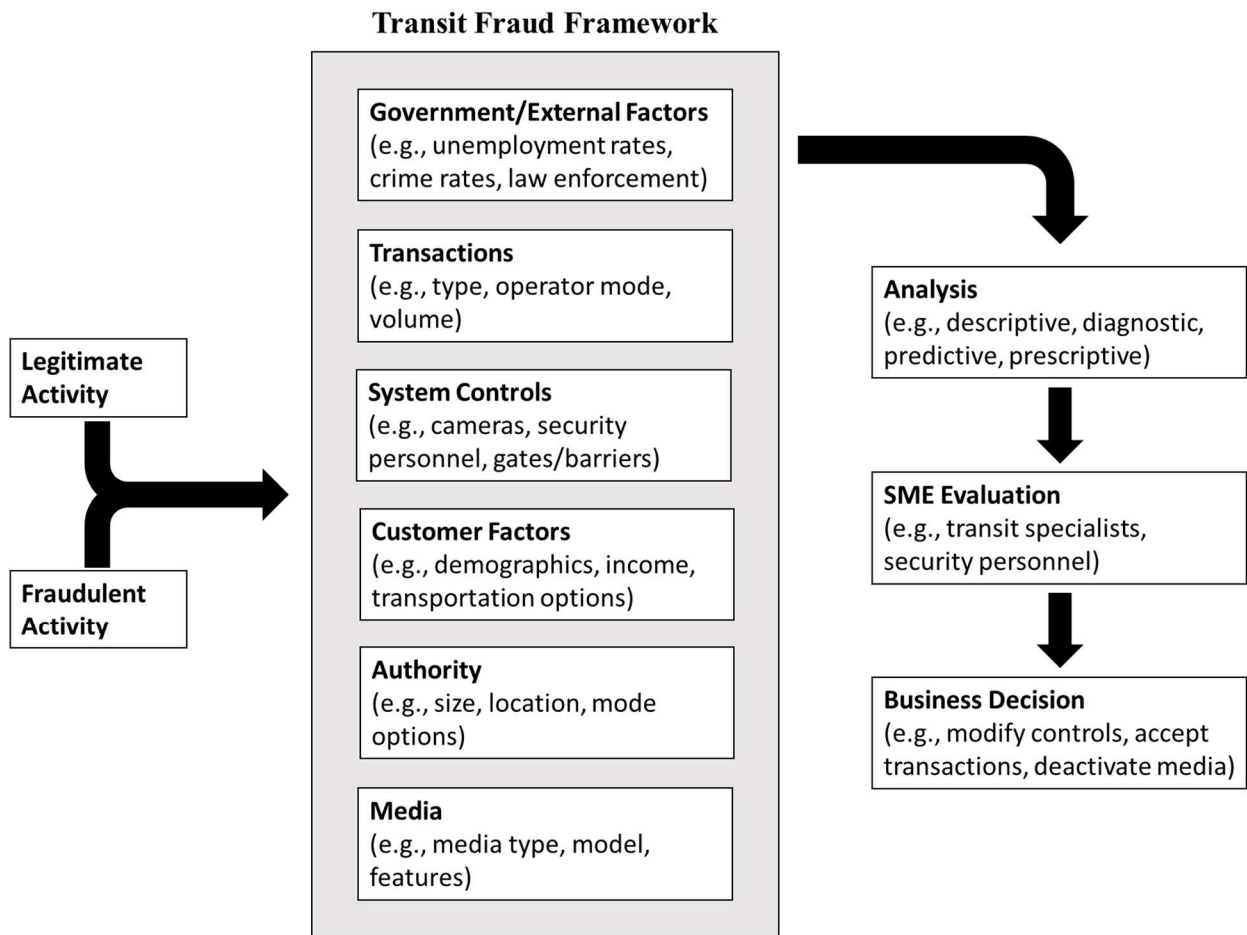 Transit Fraud Framework
Legitimate
Activity
Fraudulent
Activity
Government/External Factors
(e.g., unemployment rates,
crime rates, law enforcement)
Transactions
(e.g., type, operator mode,
volume)
System Controls
(e.g., cameras, security
personnel, gates/barriers)
Customer Factors
(e.g., demographics, income,
transportation options)
Authority
(e.g., size, location, mode
options)
Media
(e.g., media type, model,
features)
Analysis
(e.g., descriptive, diagnostic,
predictive, prescriptive)
SME Evaluation
(e.g., transit specialists,
security personnel)
Business Decision
(e.g., modify controls, accept
transactions, deactivate media)